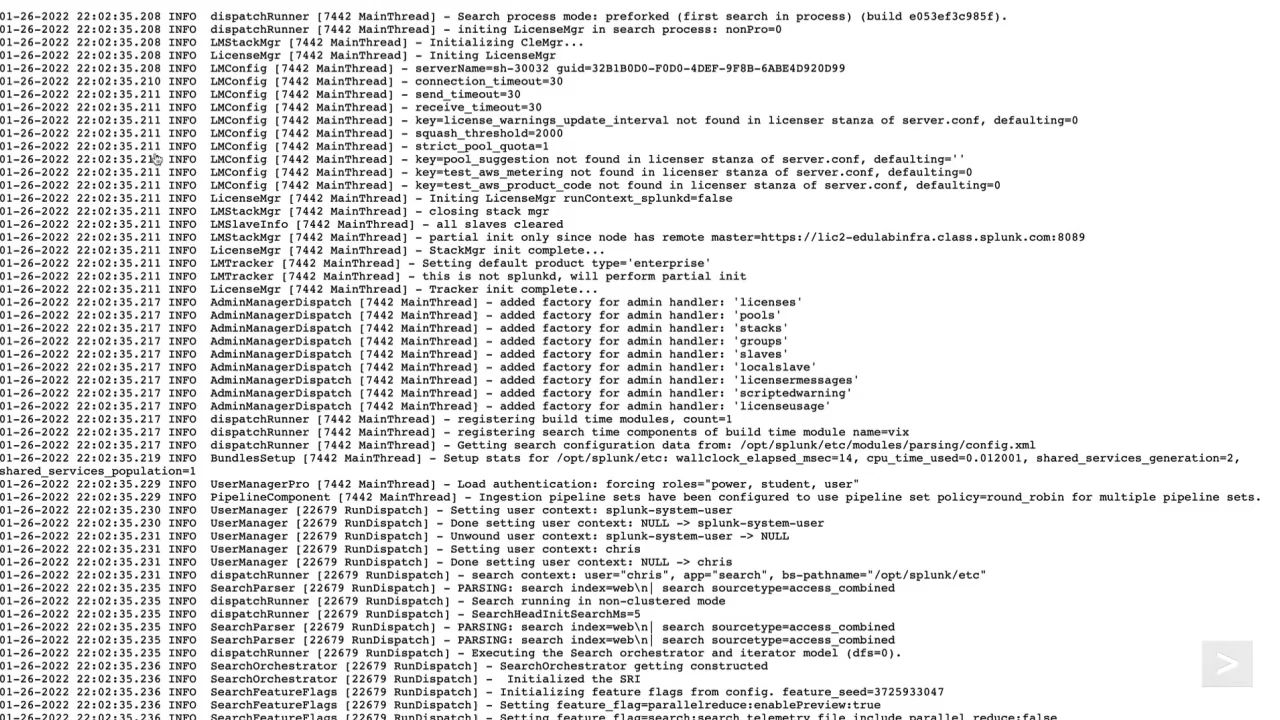 01-26-2022 22:02:35.208 INFO  dispatchRunner [7442 MainThread] - Search process mode: preforked (first search in process) (build e053ef3c985f).
01-26-2022 22:02:35.208 INFO  dispatchRunner [7442 MainThread] - initing LicenseMgr in search process: nonPro=0
01-26-2022 22:02:35.208 INFO  LMStackMgr [7442 MainThread] - Initializing CleMgr...
01-26-2022 22:02:35.208 INFO  LicenseMgr [7442 MainThread] - Initing LicenseMgr
01-26-2022 22:02:35.208 INFO  LMConfig [7442 MainThread] - serverName=sh-30032 guid=32B1B0D0-F0D0-4DEF-9F8B-6ABE4D920D99
01-26-2022 22:02:35.210 INFO  LMConfig [7442 MainThread] - connection_timeout=30
01-26-2022 22:02:35.211 INFO  LMConfig [7442 MainThread] - send_timeout=30
01-26-2022 22:02:35.211 INFO  LMConfig [7442 MainThread] - receive_timeout=30
01-26-2022 22:02:35.211 INFO  LMConfig [7442 MainThread] - key=license_warnings_update_interval not found in licenser stanza of server.conf, defaulting=0
01-26-2022 22:02:35.211 INFO  LMConfig [7442 MainThread] - squash_threshold=2000
01-26-2022 22:02:35.211 INFO  LMConfig [7442 MainThread] - strict_pool_quota=1
01-26-2022 22:02:35.211 INFO  LMConfig [7442 MainThread] - key=pool_suggestion not found in licenser stanza of server.conf, defaulting=''
01-26-2022 22:02:35.211 INFO  LMConfig [7442 MainThread] - key=test_aws_metering not found in licenser stanza of server.conf, defaulting=0
01-26-2022 22:02:35.211 INFO  LMConfig [7442 MainThread] - key=test_aws_product_code not found in licenser stanza of server.conf, defaulting=0
01-26-2022 22:02:35.211 INFO  LicenseMgr [7442 MainThread] - Initing LicenseMgr runContext_splunkd=false
01-26-2022 22:02:35.211 INFO  LMStackMgr [7442 MainThread] - closing stack mgr
01-26-2022 22:02:35.211 INFO  LMSlaveInfo [7442 MainThread] - all slaves cleared
01-26-2022 22:02:35.211 INFO  LMStackMgr [7442 MainThread] - partial init only since node has remote master=https://lic2-edulabinfra.class.splunk.com:8089
01-26-2022 22:02:35.211 INFO  LicenseMgr [7442 MainThread] - StackMgr init complete...
01-26-2022 22:02:35.211 INFO  LMTracker [7442 MainThread] - Setting default product type='enterprise'
01-26-2022 22:02:35.211 INFO  LMTracker [7442 MainThread] - this is not splunkd, will perform partial init
01-26-2022 22:02:35.211 INFO  LicenseMgr [7442 MainThread] - Tracker init complete...
01-26-2022 22:02:35.217 INFO  AdminManagerDispatch [7442 MainThread] - added factory for admin handler: 'licenses'
01-26-2022 22:02:35.217 INFO  AdminManagerDispatch [7442 MainThread] - added factory for admin handler: 'pools'
01-26-2022 22:02:35.217 INFO  AdminManagerDispatch [7442 MainThread] - added factory for admin handler: 'stacks'
01-26-2022 22:02:35.217 INFO  AdminManagerDispatch [7442 MainThread] - added factory for admin handler: 'groups'
01-26-2022 22:02:35.217 INFO  AdminManagerDispatch [7442 MainThread] - added factory for admin handler: 'slaves'
01-26-2022 22:02:35.217 INFO  AdminManagerDispatch [7442 MainThread] - added factory for admin handler: 'localslave'
01-26-2022 22:02:35.217 INFO  AdminManagerDispatch [7442 MainThread] - added factory for admin handler: 'licensermessages'
01-26-2022 22:02:35.217 INFO  AdminManagerDispatch [7442 MainThread] - added factory for admin handler: 'scriptedwarning'
01-26-2022 22:02:35.217 INFO  AdminManagerDispatch [7442 MainThread] - added factory for admin handler: 'licenseusage'
01-26-2022 22:02:35.217 INFO  dispatchRunner [7442 MainThread] - registering build time modules, count=1
01-26-2022 22:02:35.217 INFO  dispatchRunner [7442 MainThread] - registering search time components of build time module name=vix
01-26-2022 22:02:35.217 INFO  dispatchRunner [7442 MainThread] - Getting search configuration data from: /opt/splunk/etc/modules/parsing/config.xml
01-26-2022 22:02:35.219 INFO  BundlesSetup [7442 MainThread] - Setup stats for /opt/splunk/etc: wallclock_elapsed_msec=14, cpu_time_used=0.012001, shared_services_generation=2,
shared_services_population=1
01-26-2022 22:02:35.229 INFO  UserManagerPro [7442 MainThread] - Load authentication: forcing roles="power, student, user"
01-26-2022 22:02:35.229 INFO  PipelineComponent [7442 MainThread] - Ingestion pipeline sets have been configured to use pipeline set policy=round_robin for multiple pipeline sets.
01-26-2022 22:02:35.230 INFO  UserManager [22679 RunDispatch] - Setting user context: splunk-system-user
01-26-2022 22:02:35.230 INFO  UserManager [22679 RunDispatch] - Done setting user context: NULL -> splunk-system-user
01-26-2022 22:02:35.231 INFO  UserManager [22679 RunDispatch] - Unwound user context: splunk-system-user -> NULL
01-26-2022 22:02:35.231 INFO  UserManager [22679 RunDispatch] - Setting user context: chris
01-26-2022 22:02:35.231 INFO  UserManager [22679 RunDispatch] - Done setting user context: NULL -> chris
01-26-2022 22:02:35.231 INFO  dispatchRunner [22679 RunDispatch] - search context: user="chris", app="search", bs-pathname="/opt/splunk/etc"
01-26-2022 22:02:35.235 INFO  SearchParser [22679 RunDispatch] - PARSING: search index=web\n| search sourcetype=access_combined
01-26-2022 22:02:35.235 INFO  dispatchRunner [22679 RunDispatch] - Search running in non-clustered mode
01-26-2022 22:02:35.235 INFO  dispatchRunner [22679 RunDispatch] - SearchHeadInitSearchMs=5
01-26-2022 22:02:35.235 INFO  SearchParser [22679 RunDispatch] - PARSING: search index=web\n| search sourcetype=access_combined
01-26-2022 22:02:35.235 INFO  SearchParser [22679 RunDispatch] - PARSING: search index=web\n| search sourcetype=access_combined
01-26-2022 22:02:35.235 INFO  dispatchRunner [22679 RunDispatch] - Executing the Search orchestrator and iterator model (dfs=0).
01-26-2022 22:02:35.236 INFO  SearchOrchestrator [22679 RunDispatch] - SearchOrchestrator getting constructed
01-26-2022 22:02:35.236 INFO  SearchOrchestrator [22679 RunDispatch] -  Initialized the SRI
01-26-2022 22:02:35.236 INFO  SearchFeatureFlags [22679 RunDispatch] - Initializing feature flags from config. feature_seed=3725933047
01-26-2022 22:02:35.236 INFO  SearchFeatureFlags [22679 RunDispatch] - Setting feature_flag=parallelreduce:enablePreview:true
01-26-2022 22:02:35.236 INFO  SearchFeatureFlags [22679 RunDispatch] - Setting feature_flag=search:search_telemetry_file_include_parallel_reduce:false